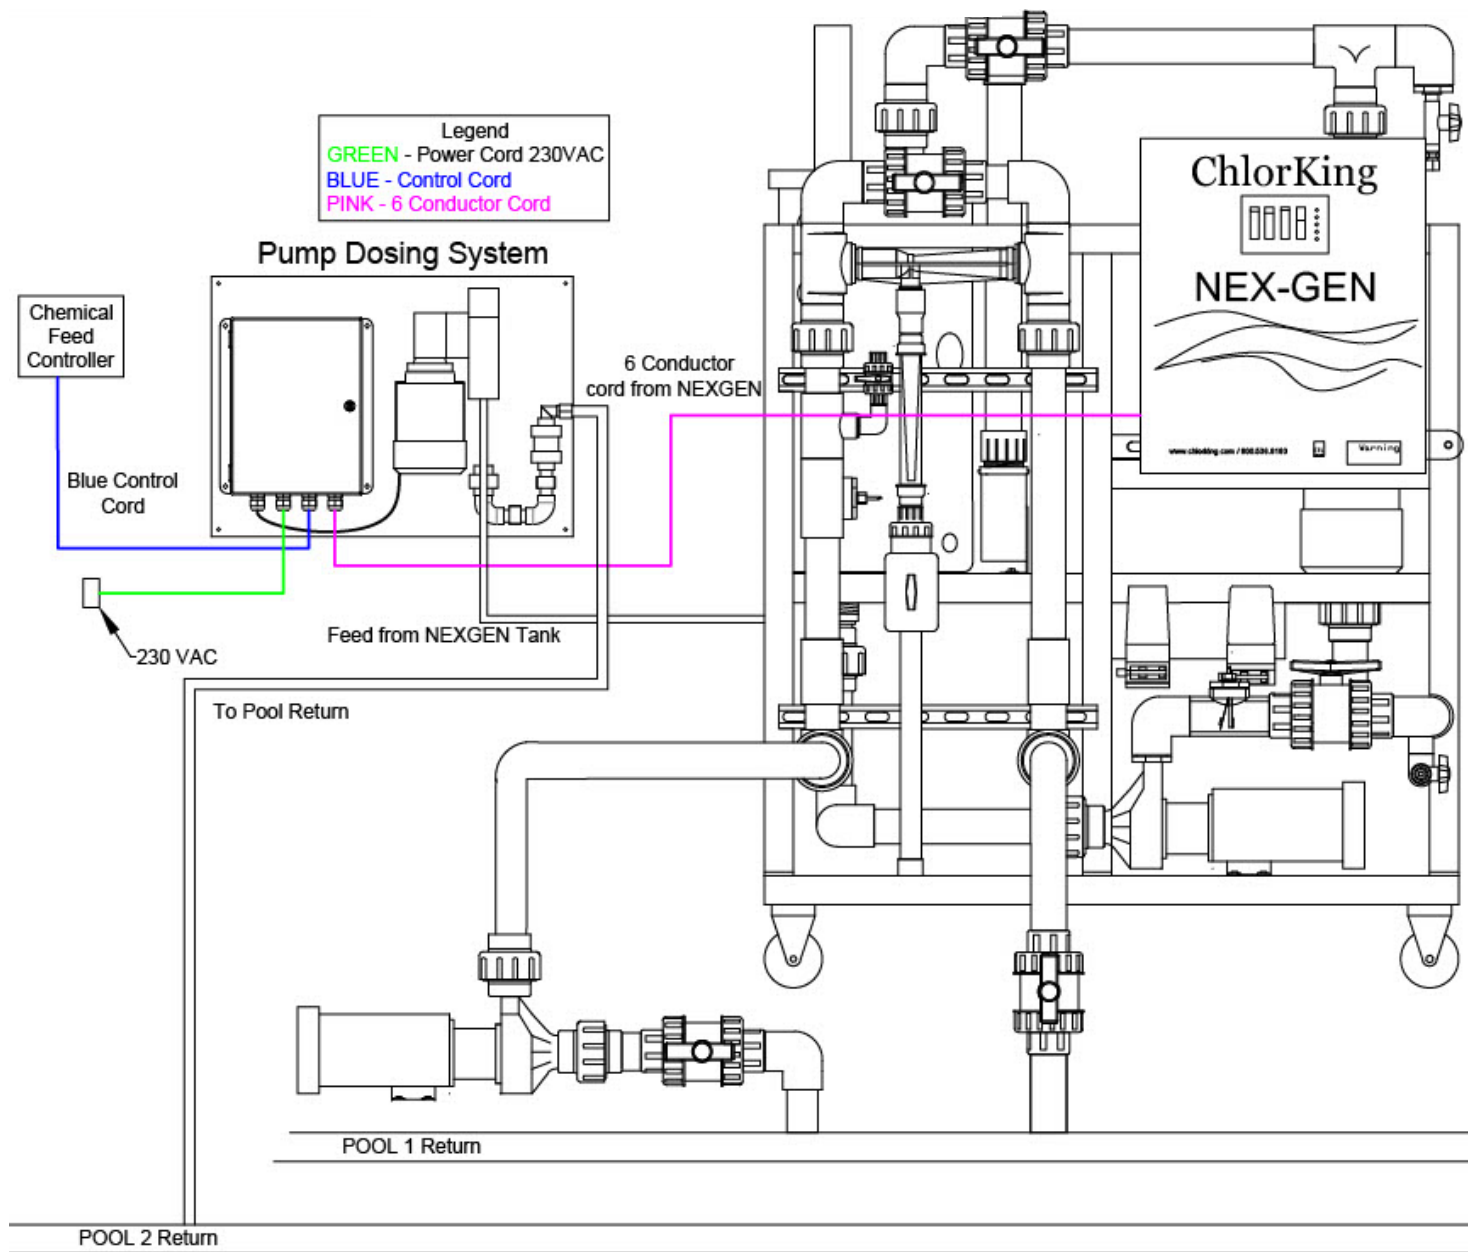 Legend
GREEN - Power Cord 230VAC
BLUE - Control Cord
PINK - 6 Conductor Cord
Pump Dosing System
Chemical
Feed
Controller
Blue Control
Cord
230 VAC
6 Conductor
cord from NEXGEN
Feed from NEXGEN Tank
To Pool Return
ChlorKing
NEX-GEN
Warning
POOL 1 Return
POOL 2 Return